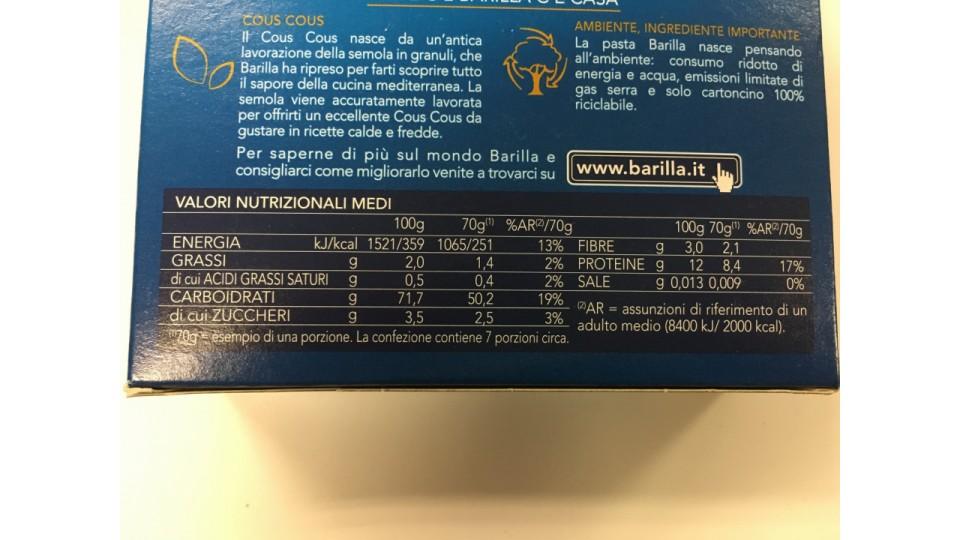 COUS COUS
Il Cous Cous nasce da un'antica
lavorazione della semola in granuli, che
Barilla ha ripreso per farti scoprire tutto
il sapore della cucina mediterranea. La
semola viene accuratamente lavorata
per offrirti un eccellente Cous Cous da
gustare in ricette calde e fredde.
AMBIENTE, INGREDIENTE IMPORTANTE
La pasta Barilla nasce pensando
all'ambiente: consumo ridotto di
energia e acqua, emissioni limitate di
gas serra e solo cartoncino 100%
riciclabile.
Per saperne di più sul mondo Barilla e
consigliarci come migliorarlo venite a trovarci su
www.barilla.it
VALORI NUTRIZIONALI MEDI
100g 70g(1) %AR(2)/70g
ENERGIA kJ/kcal 1521/359 1065/251 13%
GRASSI g 2,0 1,4 2%
di cui ACIDI GRASSI SATURI g 0,5 0,4 2%
CARBOIDRATI g 71,7 50,2 19%
di cui ZUCCHERI g 3,5 2,5 3%
(1)70g = esempio di una porzione. La confezione contiene 7 porzioni circa.
100g 70g(1) %AR(2)/70g
FIBRE g 3,0 2,1
PROTEINE g 12 8,4 17%
SALE g 0,013 0,009 0%
(2)AR = assunzioni di riferimento di un
adulto medio (8400 kJ/ 2000 kcal).